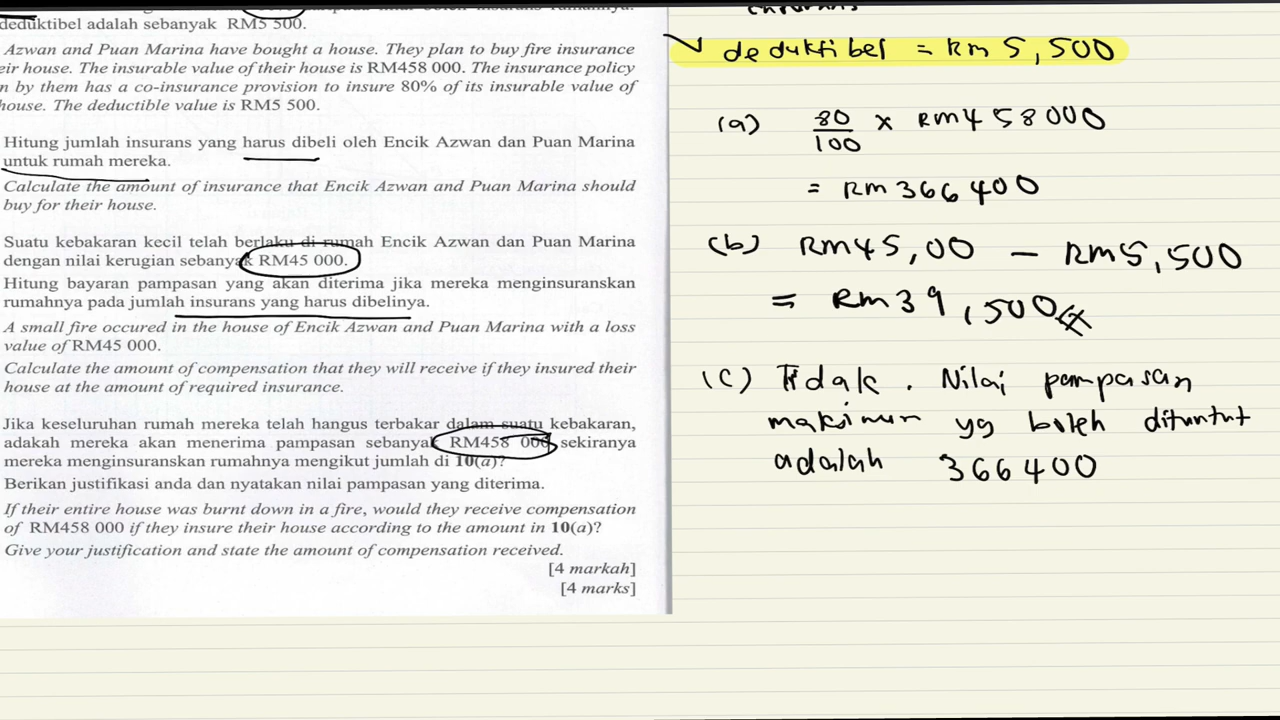 deduktibel adalah sebanyak RM5 500.
Azwan and Puan Marina have bought a house. They plan to buy fire insurance
eir house. The insurable value of their house is RM458 000. The insurance policy
n by them has a co-insurance provision to insure 80% of its insurable value of
house. The deductible value is RM5 500.
Hitung jumlah insurans yang harus dibeli oleh Encik Azwan dan Puan Marina
untuk rumah mereka.
Calculate the amount of insurance that Encik Azwan and Puan Marina should
buy for their house.
Suatu kebakaran kecil telah berlaku di rumah Encik Azwan dan Puan Marina
dengan nilai kerugian sebanyak RM45 000.
Hitung bayaran pampasan yang akan diterima jika mereka menginsuranskan
rumahnya pada jumlah insurans yang harus dibelinya.
A small fire occured in the house of Encik Azwan and Puan Marina with a loss
value of RM45 000.
Calculate the amount of compensation that they will receive if they insured their
house at the amount of required insurance.
Jika keseluruhan rumah mereka telah hangus terbakar dalam suatu kebakaran,
adakah mereka akan menerima pampasan sebanyak RM458 000 sekiranya
mereka menginsuranskan rumahnya mengikut jumlah di 10(a)?
Berikan justifikasi anda dan nyatakan nilai pampasan yang diterima.
If their entire house was burnt down in a fire, would they receive compensation
of RM458 000 if they insure their house according to the amount in 10(a)?
Give your justification and state the amount of compensation received.
[4 markah]
[4 marks]
deduktibel = Rm 5,500
(a) 80/100 x RM458000
= RM366400
(b) RM45,00 - RM5,500
= Rm39,500
(c) Tidak. Nilai pampasan
maksimum yg boleh dituntut
adalah 366400